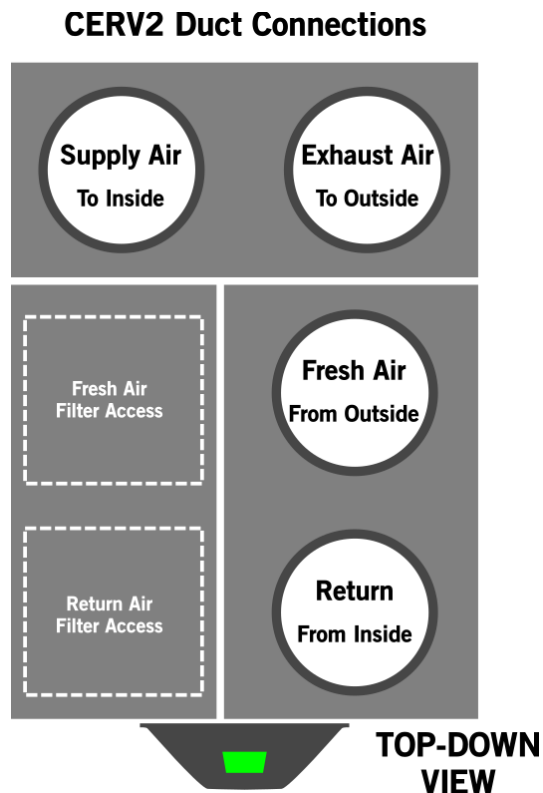 CERV2 Duct Connections
Supply Air
To Inside
Exhaust Air
To Outside
Fresh Air
Filter Access
Fresh Air
From Outside
Return Air
Filter Access
Return
From Inside
TOP-DOWN
VIEW